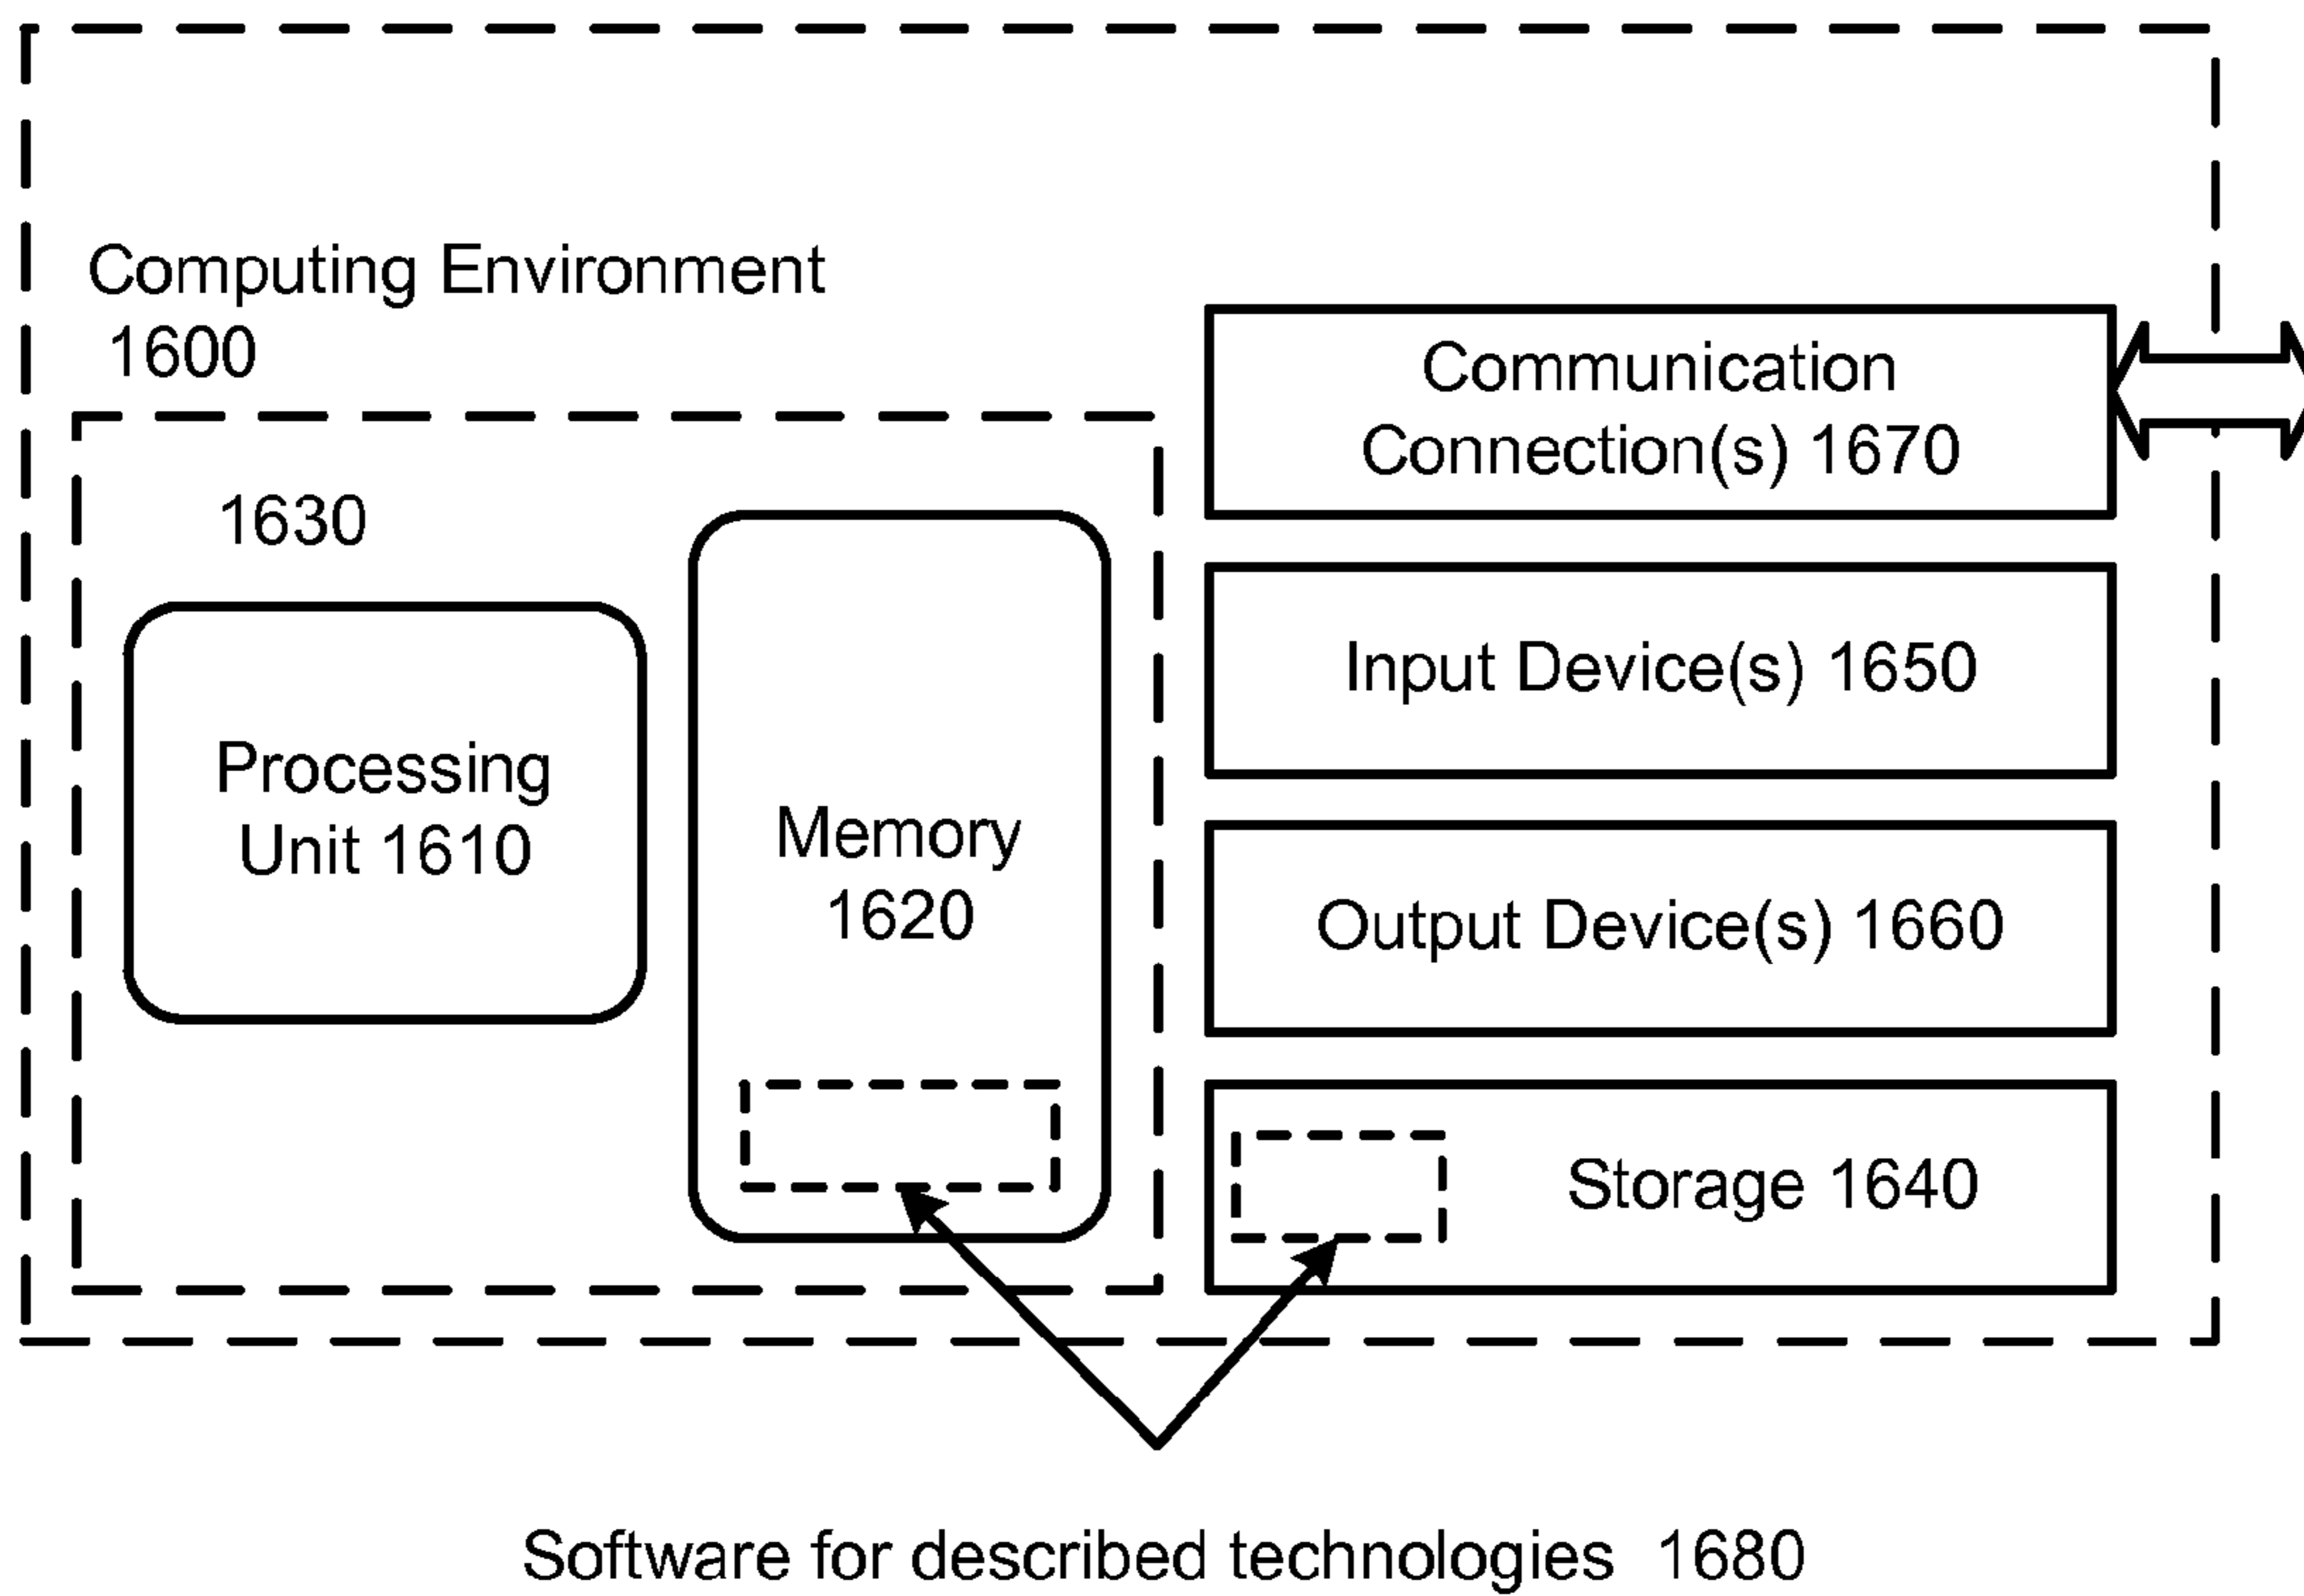 Computing Environment
1600
1630
Processing
Unit 1610
Memory
1620
Communication
Connection(s) 1670
Input Device(s) 1650
Output Device(s) 1660
Storage 1640
Software for described technologies 1680